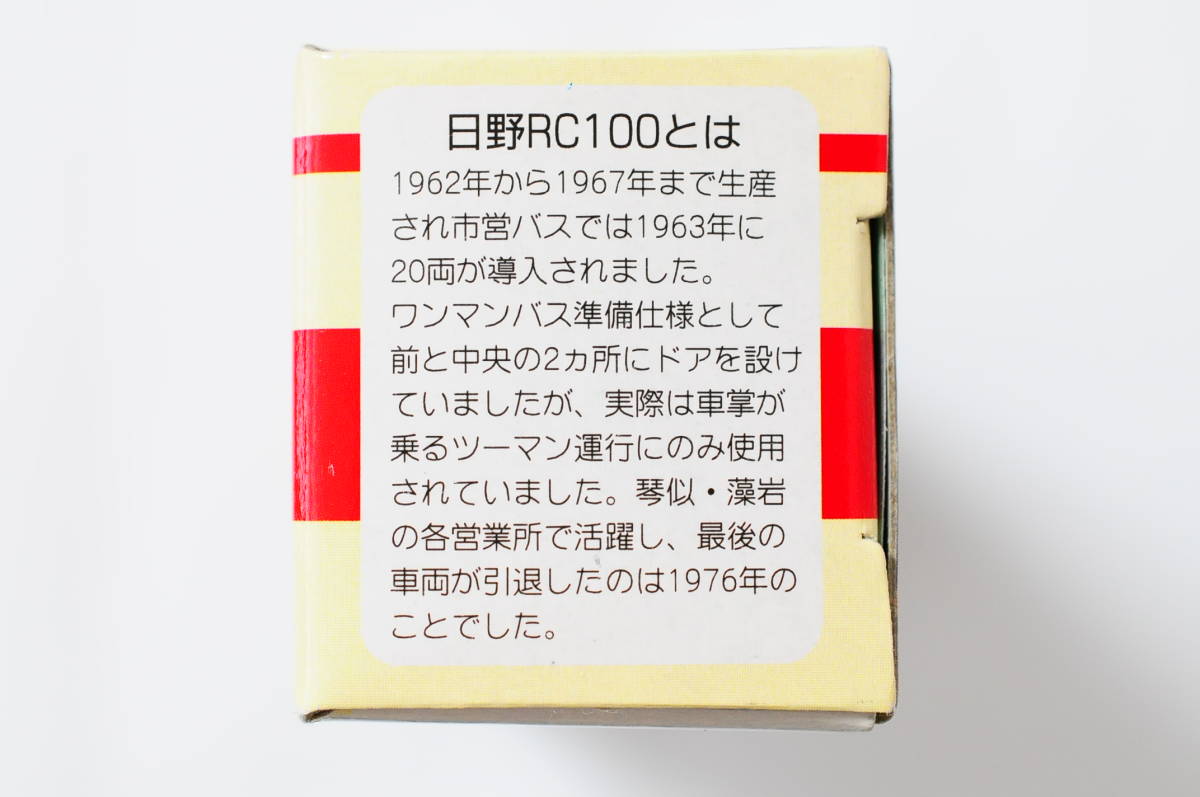 日野RC100とは
1962年から1967年まで生産
され市営バスでは1963年に
20両が導入されました。
ワンマンバス準備仕様として
前と中央の2ヵ所にドアを設け
ていましたが、実際は車掌が
乗るツーマン運行にのみ使用
されていました。琴似・藻岩
の各営業所で活躍し、最後の
車両が引退したのは1976年の
ことでした。